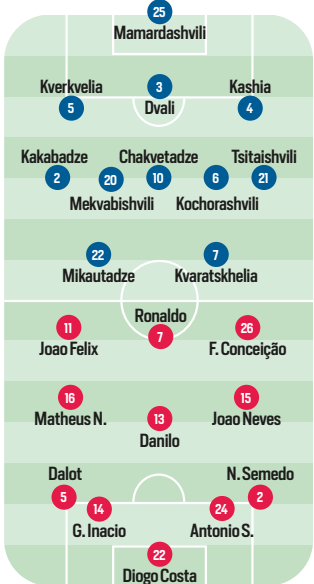 25
Mamardashvili
Kverkvelia 3 Kashia
5 Dvali 4
Kakabadze Chakvetadze Tsitaishvili
2 20 10 6 21
Mekvabishvili Kochorashvili
22 7
Mikautadze Kvaratskhelia
Ronaldo
11 7 26
Joao Felix F. Conceição
16 15
Matheus N. 13 Joao Neves
Danilo
Dalot N. Semedo
5 14 24 2
G. Inacio Antonio S.
22
Diogo Costa